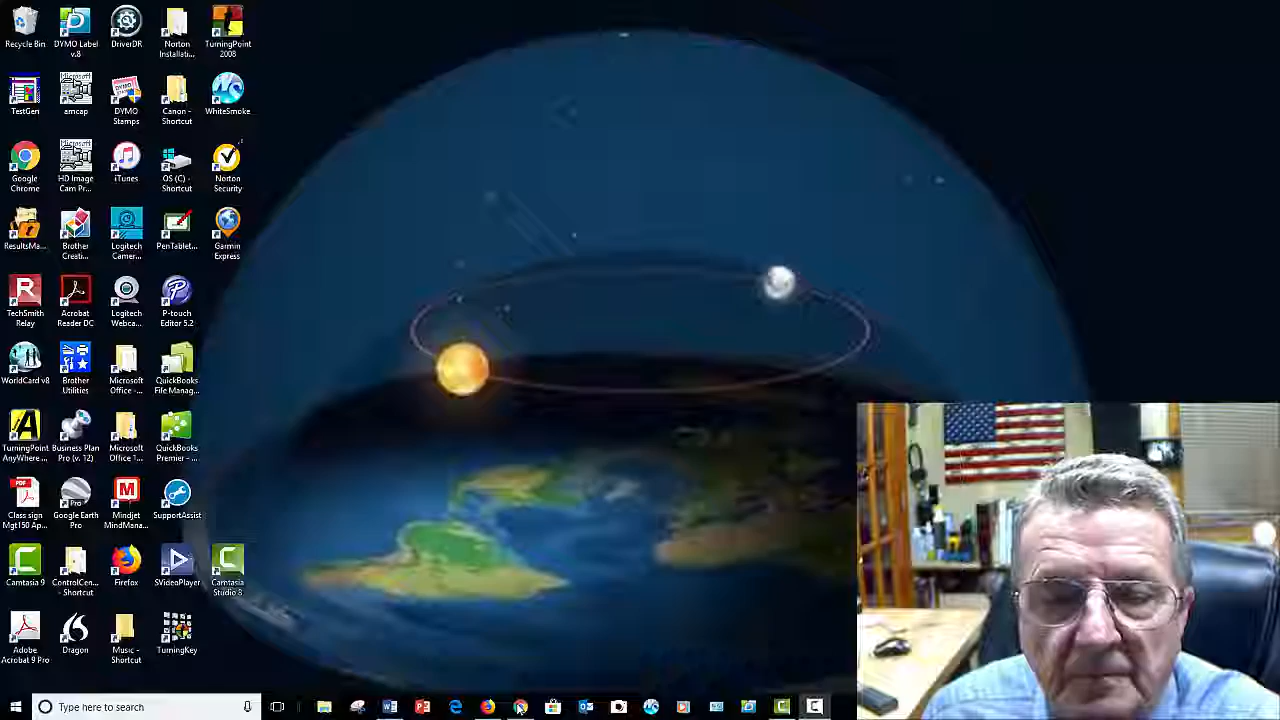 Recycle Bin
DYMO Label v.8
DriverDR
Norton Installati...
TurningPoint 2008
TestGen
Microsoft
amcap
DYMO Stamps
Canon - Shortcut
WhiteSmoke
Google Chrome
Microsoft
HD Image Cam Pr...
iTunes
OS (C) - Shortcut
Norton Security
ResultsMa...
Brother Creati...
Logitech Camer...
PenTablet...
Garmin Express
TechSmith Relay
Acrobat Reader DC
Logitech Webca...
P-touch Editor 5.2
WorldCard v8
Brother Utilities
Microsoft Office - ...
QuickBooks File Manag...
TurningPoint AnyWhere ...
Business Plan Pro (v. 12)
Microsoft Office 1...
QuickBooks Premier - ...
PDF
Class sign Mgt150 Ap...
Pro
Google Earth Pro
Mindjet MindMana...
SupportAssist
Camtasia 9
ControlCen... - Shortcut
Firefox
SVideoPlayer
Camtasia Studio 8
Adobe Acrobat 9 Pro
Dragon
Music - Shortcut
TurningKey
Type here to search